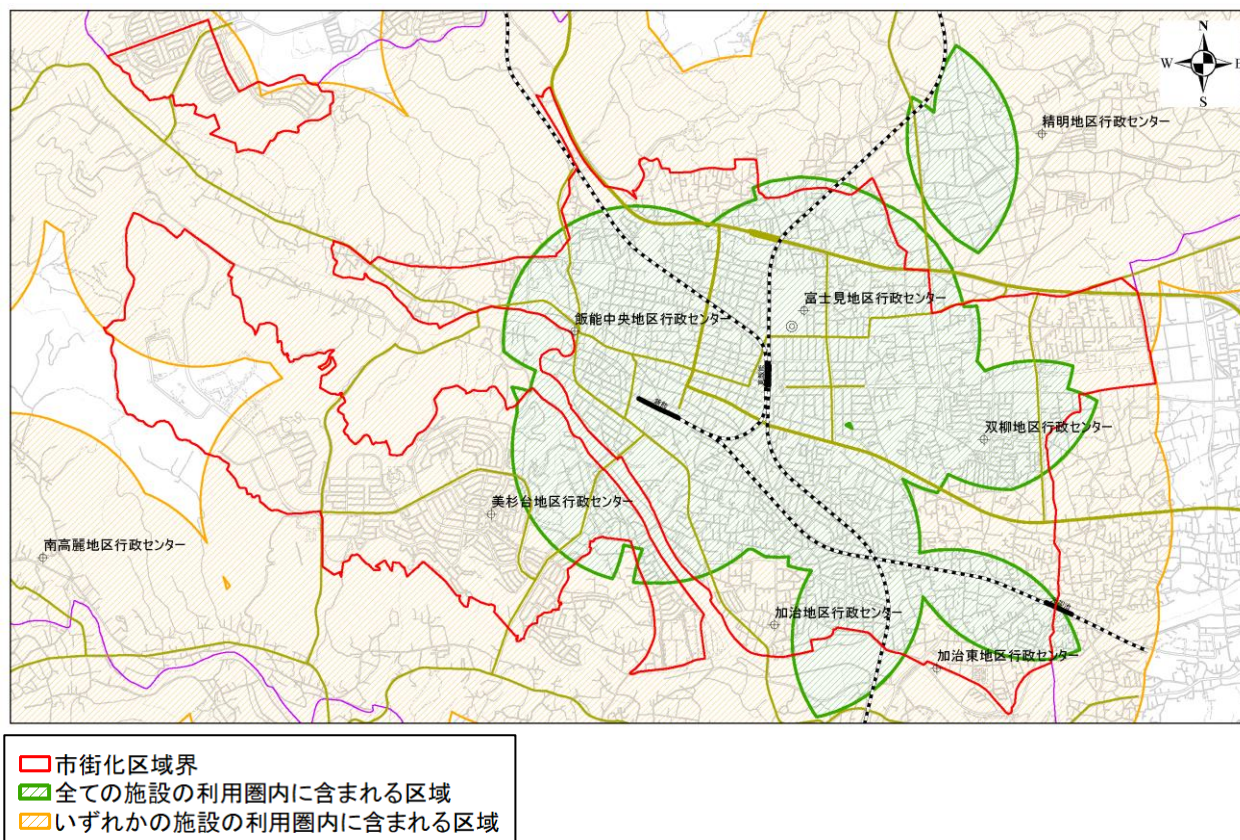 N
W E
S
精明地区行政センター
富士見地区行政センター
飯能中央地区行政センター
双柳地区行政センター
美杉台地区行政センター
南高麗地区行政センター
加治地区行政センター
加治東地区行政センター
市街化区域界
全ての施設の利用圏内に含まれる区域
いずれかの施設の利用圏内に含まれる区域